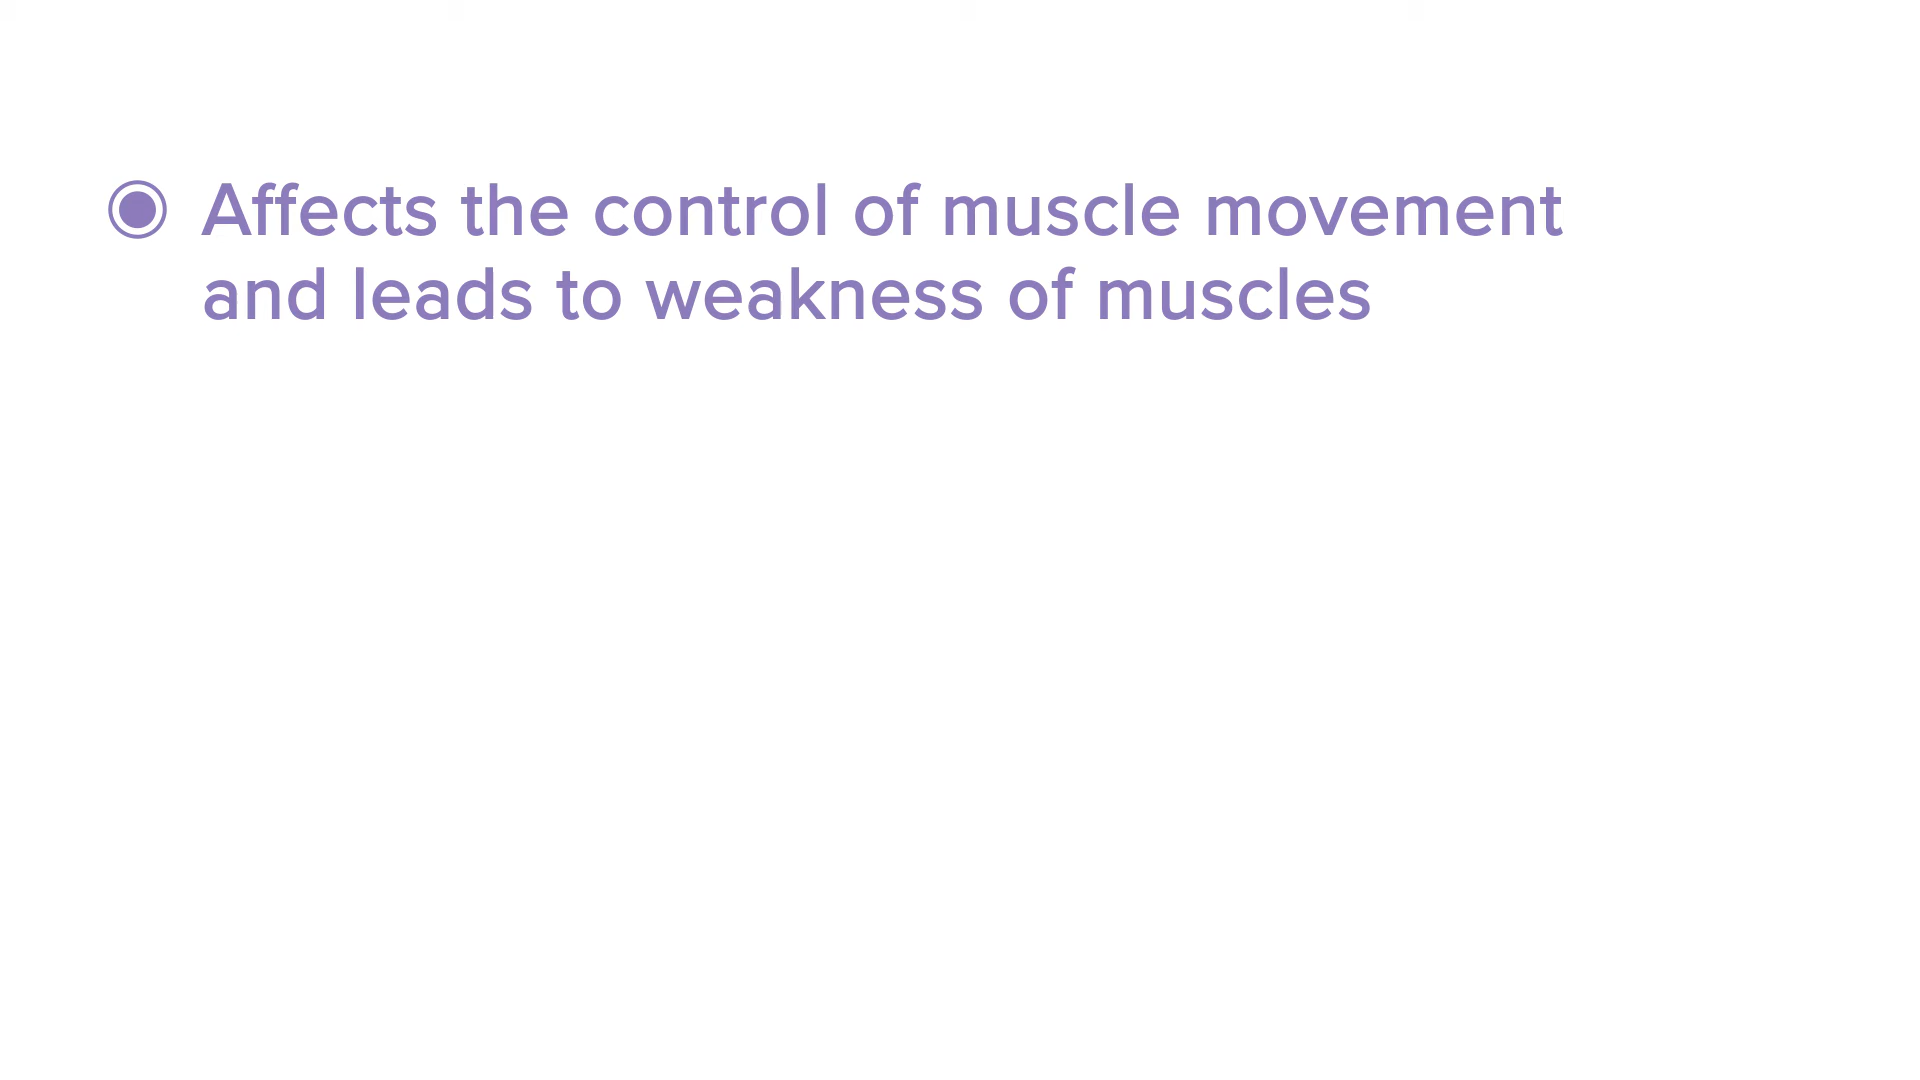 Affects the control of muscle movement
and leads to weakness of muscles